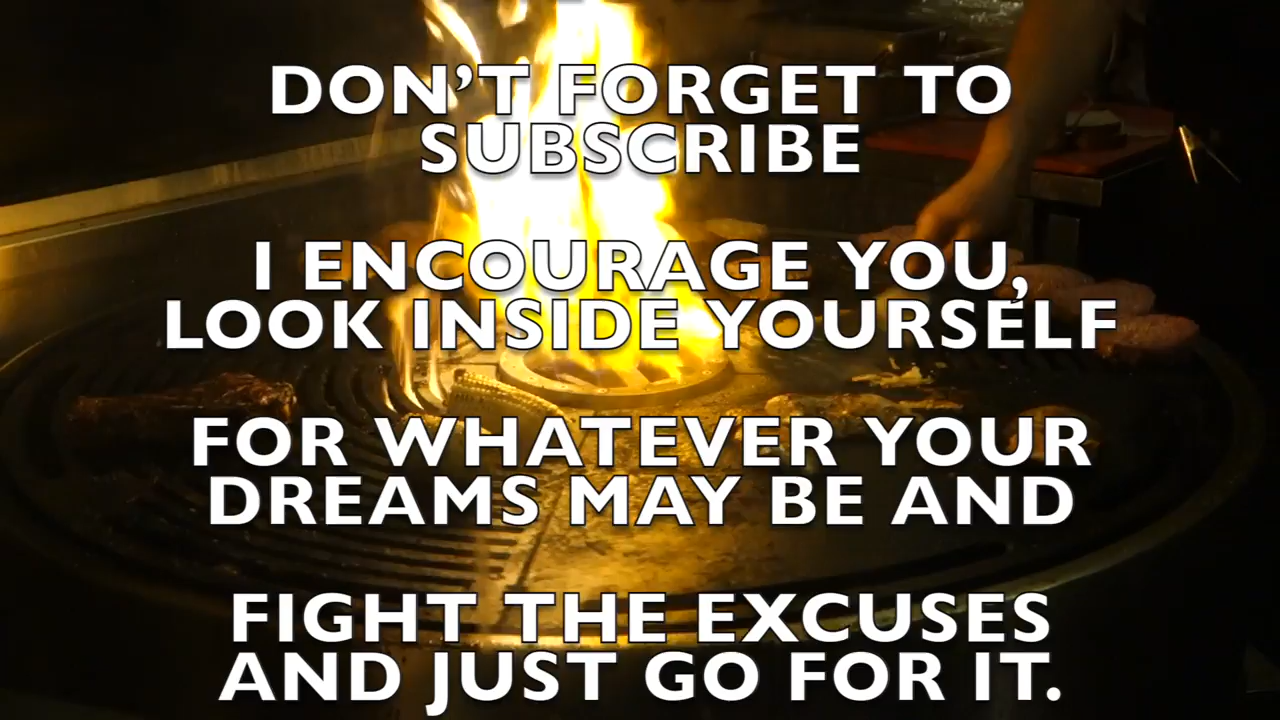 DON'T FORGET TO
SUBSCRIBE
I ENCOURAGE YOU,
LOOK INSIDE YOURSELF
FOR WHATEVER YOUR
DREAMS MAY BE AND
FIGHT THE EXCUSES
AND JUST GO FOR IT.